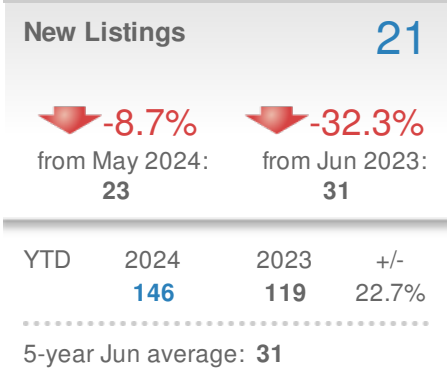 New Listings 21
-8.7% -32.3%
from May 2024: from Jun 2023:
23 31
YTD 2024 2023 +/-
146 119 22.7%
5-year Jun average: 31